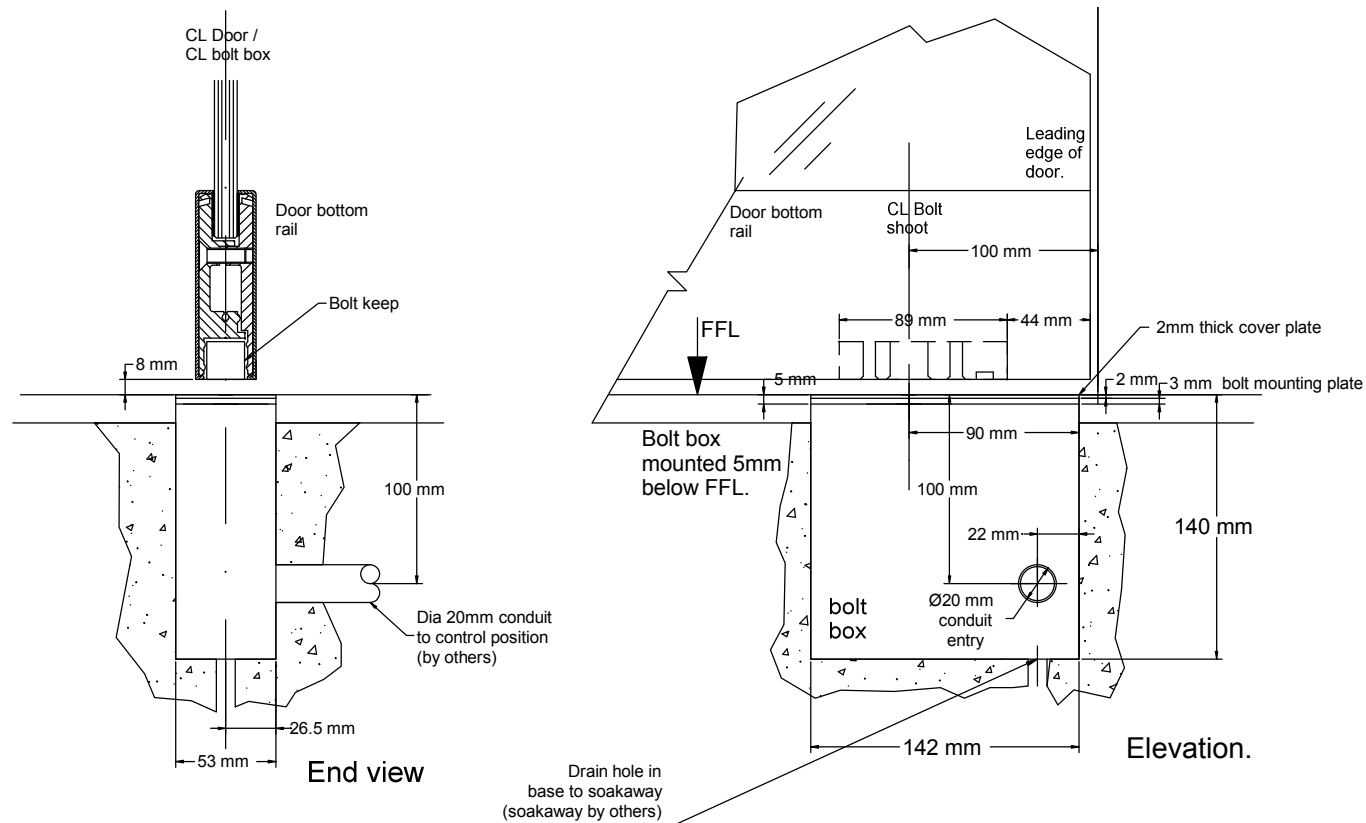 CL Door /
CL bolt box
Door bottom
rail
Bolt keep
8 mm
100 mm
Dia 20mm conduit
to control position
(by others)
26.5 mm
53 mm
End view
Leading
edge of
door.
Door bottom
rail
CL Bolt
shoot
100 mm
89 mm
44 mm
FFL
2mm thick cover plate
5 mm
2 mm
3 mm bolt mounting plate
90 mm
Bolt box
mounted 5mm
below FFL.
100 mm
22 mm
140 mm
Ø20 mm
conduit
entry
bolt
box
142 mm
Elevation.
Drain hole in
base to soakaway
(soakaway by others)